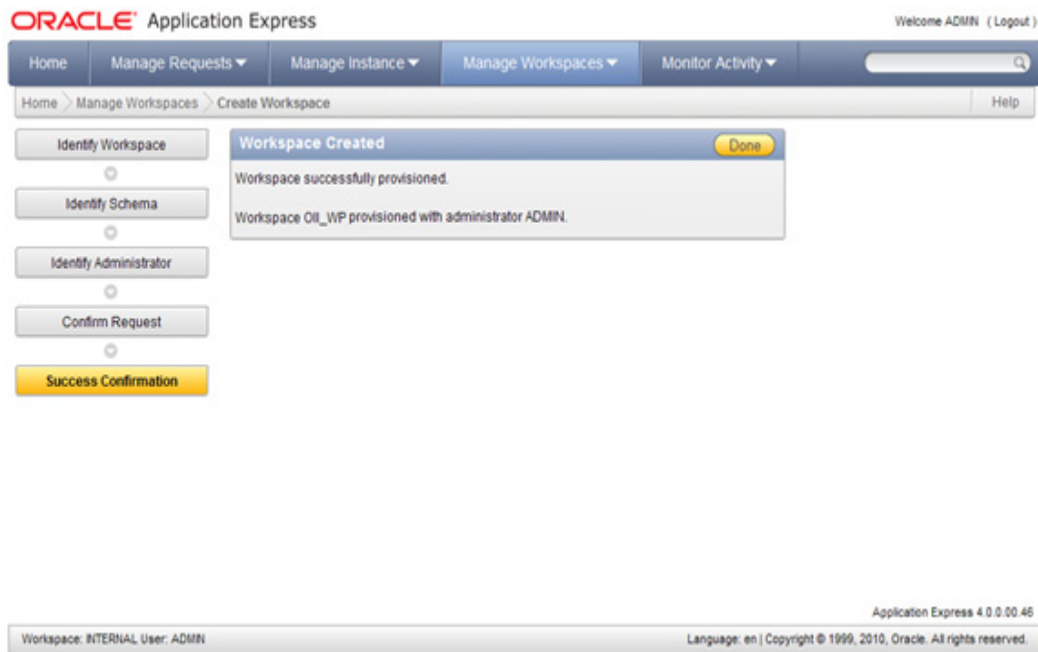 ORACLE Application Express
Welcome ADMIN ( Logout )
Home
Manage Requests
Manage Instance
Manage Workspaces
Monitor Activity
Home
Manage Workspaces
Create Workspace
Help
Identify Workspace
Identify Schema
Identify Administrator
Confirm Request
Success Confirmation
Workspace Created
Done
Workspace successfully provisioned.
Workspace OII_WP provisioned with administrator ADMIN.
Application Express 4.0.0.00.46
Workspace: INTERNAL User: ADMIN
Language: en | Copyright © 1999, 2010, Oracle. All rights reserved.